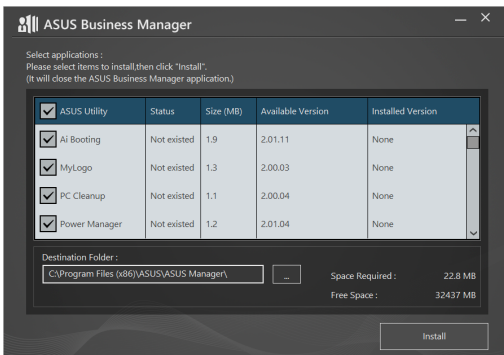 ASUS Business Manager
Select applications :
Please select items to install,then click "Install".
(It will close the ASUS Business Manager application.)
ASUS Utility Status Size (MB) Available Version Installed Version
Ai Booting Not existed 1.9 2.01.11 None
MyLogo Not existed 1.3 2.00.03 None
PC Cleanup Not existed 1.1 2.00.04 None
Power Manager Not existed 1.2 2.01.04 None
Destination Folder :
C:\Program Files (x86)\ASUS\ASUS Manager\ ...
Space Required : 22.8 MB
Free Space : 32437 MB
Install